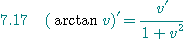 7.17 ( arctan v)′ = v′ / 1 + v²